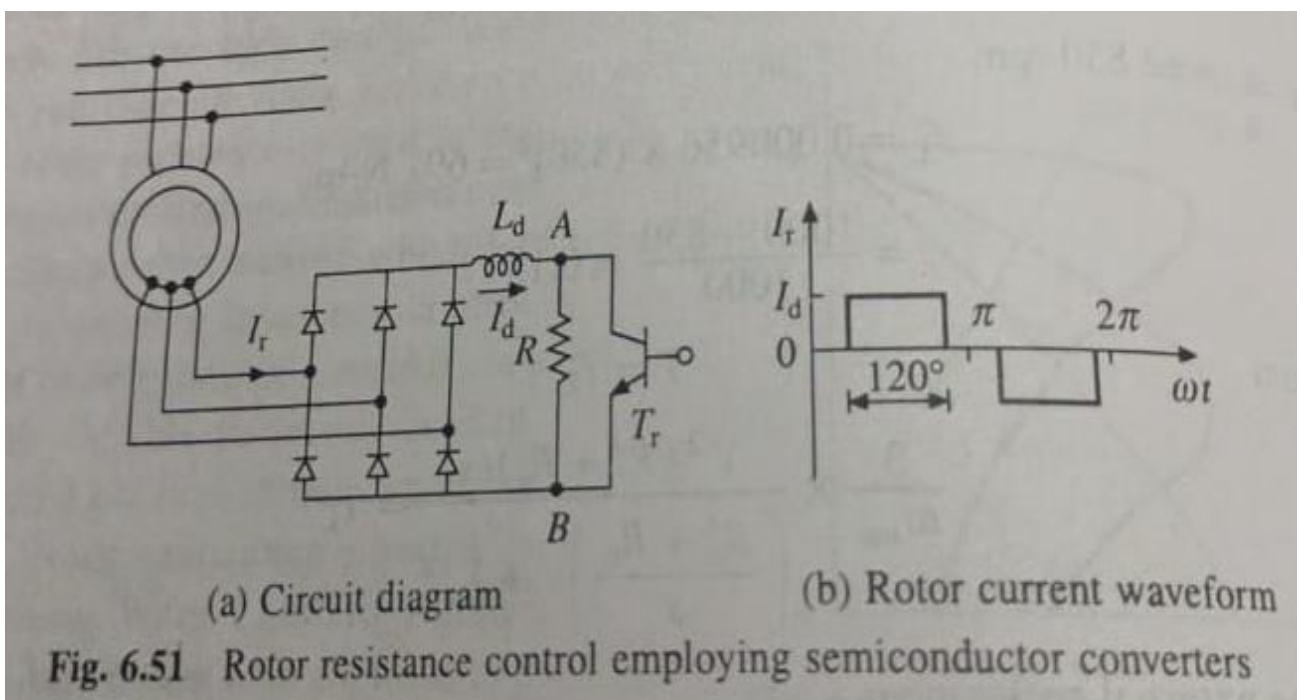 L_d A
I_r
I_d
R
T_r
B
I_r
I_d
0
π
2π
120°
ωt
(a) Circuit diagram
(b) Rotor current waveform
Fig. 6.51 Rotor resistance control employing semiconductor converters